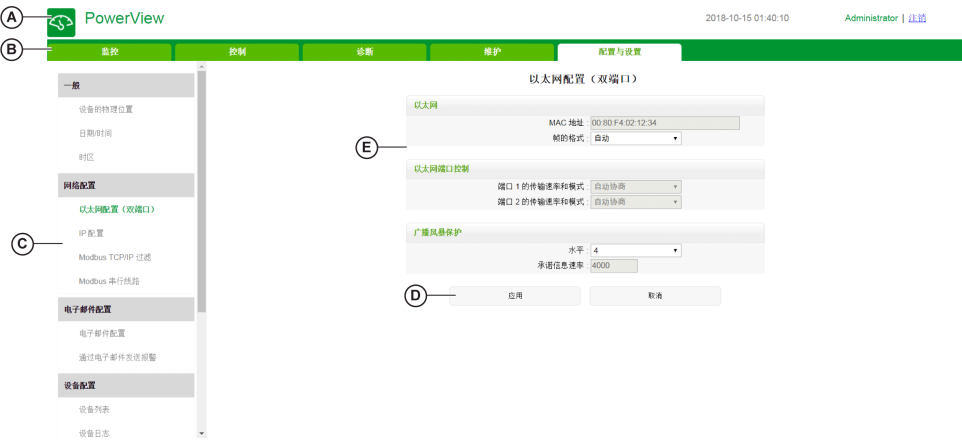 A
PowerView
2018-10-15 01:40:10
Administrator | 注销
B
监控
控制
诊断
维护
配置与设置
一般
设备的物理位置
日期/时间
时区
网络配置
以太网配置（双端口）
IP 配置
Modbus TCP/IP 过滤
Modbus 串行线路
电子邮件配置
电子邮件配置
通过电子邮件发送报警
设备配置
设备列表
设备日志
C
以太网配置（双端口）
以太网
MAC 地址 : 00:80:F4:02:12:34
帧的格式 : 自动
E
以太网端口控制
端口 1 的传输速率和模式 : 自动协商
端口 2 的传输速率和模式 : 自动协商
广播风暴保护
水平 : 4
承诺信息速率 : 4000
D
应用
取消